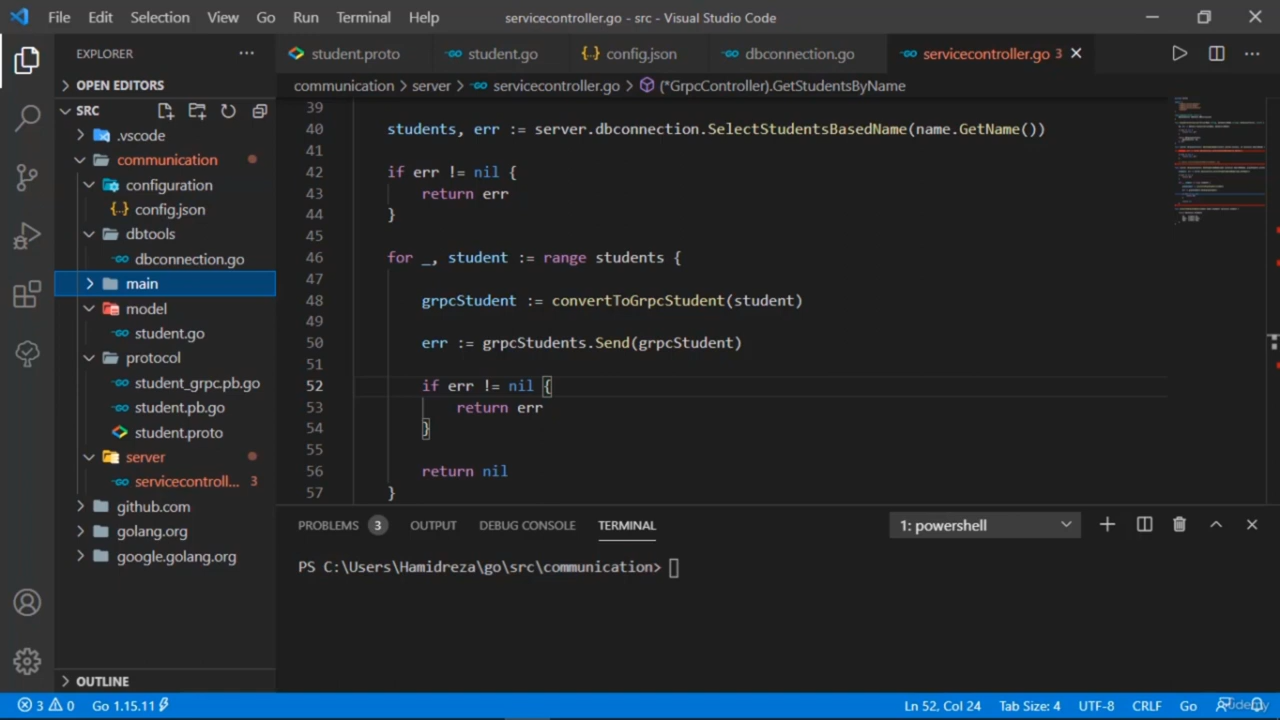 File Edit Selection View Go Run Terminal Help servicecontroller.go - src - Visual Studio Code
EXPLORER
OPEN EDITORS
SRC
.vscode
communication
configuration
{..} config.json
dbtools
dbconnection.go
main
model
student.go
protocol
student_grpc.pb.go
student.pb.go
student.proto
server
servicecontroll... 3
github.com
golang.org
google.golang.org
OUTLINE
student.proto student.go {..} config.json dbconnection.go servicecontroller.go 3
communication > server > servicecontroller.go > (*GrpcController).GetStudentsByName
39
40 students, err := server.dbconnection.SelectStudentsBasedName(name.GetName())
41
42 if err != nil {
43 return err
44 }
45
46 for _, student := range students {
47
48 grpcStudent := convertToGrpcStudent(student)
49
50 err := grpcStudents.Send(grpcStudent)
51
52 if err != nil {
53 return err
54 }
55
56 return nil
57 }
PROBLEMS 3 OUTPUT DEBUG CONSOLE TERMINAL 1: powershell
PS C:\Users\Hamidreza\go\src\communication>
3 0 Go 1.15.11 Ln 52, Col 24 Tab Size: 4 UTF-8 CRLF Go